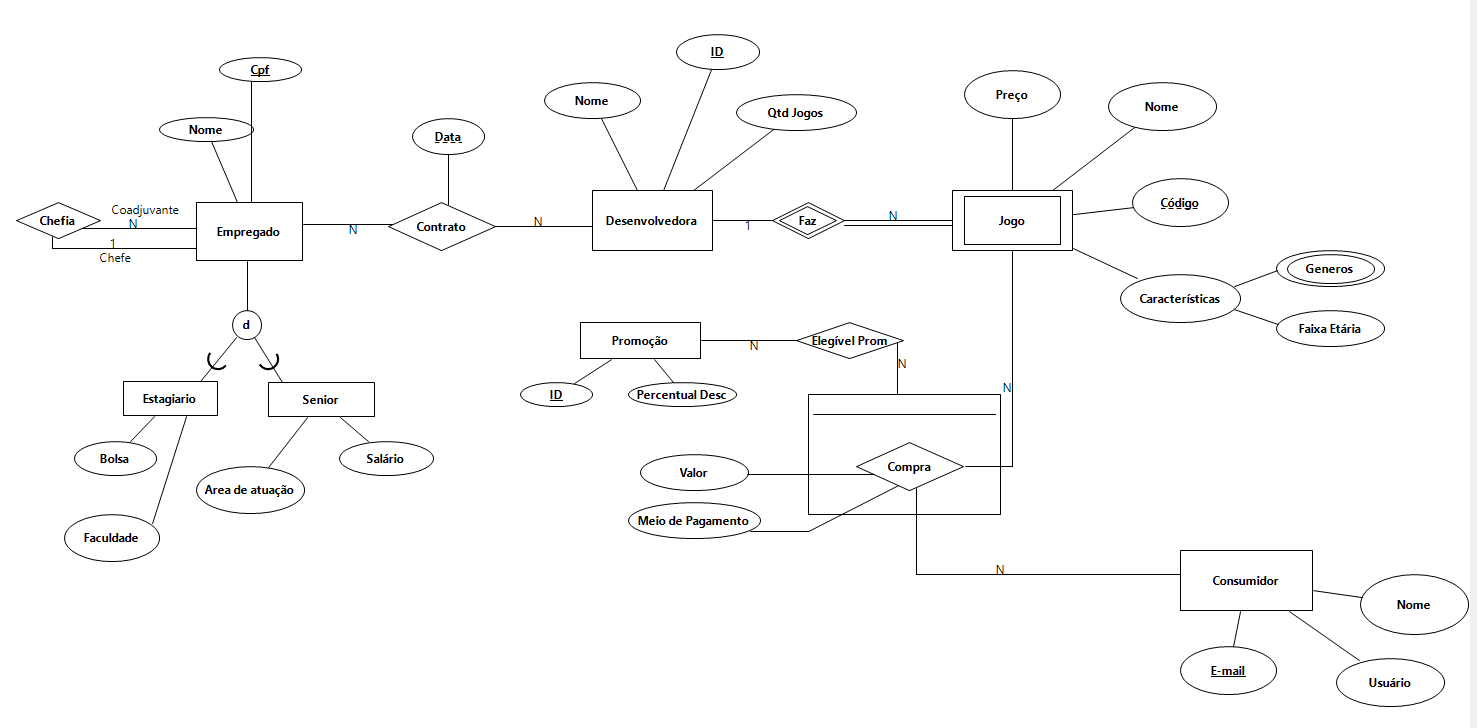 ID
Cpf
Preço
Nome
Nome
Qtd Jogos
Nome
Data
Código
Coadjuvante
Chefia
N
Empregado
N
Contrato
N
Desenvolvedora
1
Faz
N
Jogo
1
Chefe
Generos
Características
Faixa Etária
d
Promoção
N
Elegível Prom
N
N
Estagiario
Senior
ID
Percentual Desc
Bolsa
Salário
Area de atuação
Valor
Compra
Meio de Pagamento
Faculdade
N
Consumidor
Nome
E-mail
Usuário